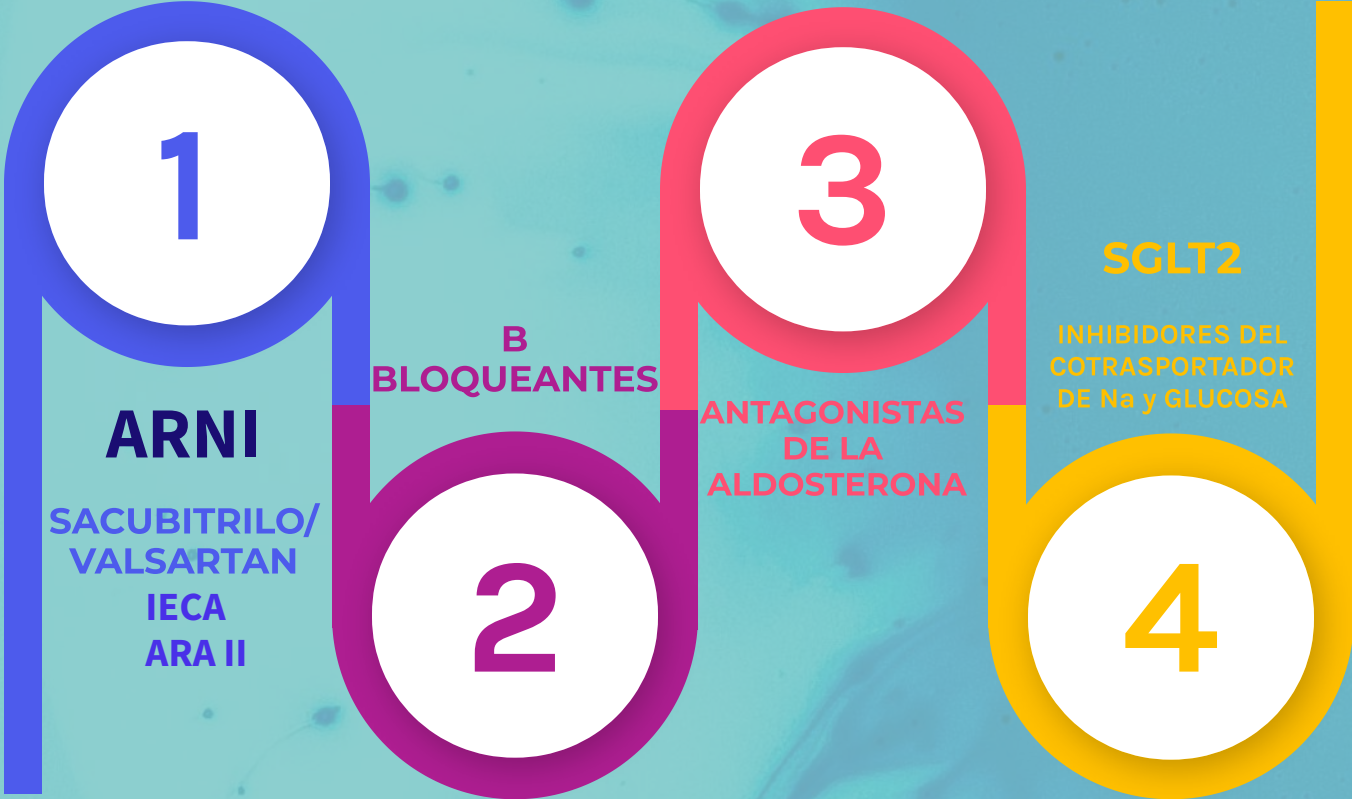 1
ARNI
SACUBITRILO/
VALSARTAN
IECA
ARA II
B
BLOQUEANTES
2
3
ANTAGONISTAS
DE LA
ALDOSTERONA
SGLT2
INHIBIDORES DEL
COTRASPORTADOR
DE Na y GLUCOSA
4